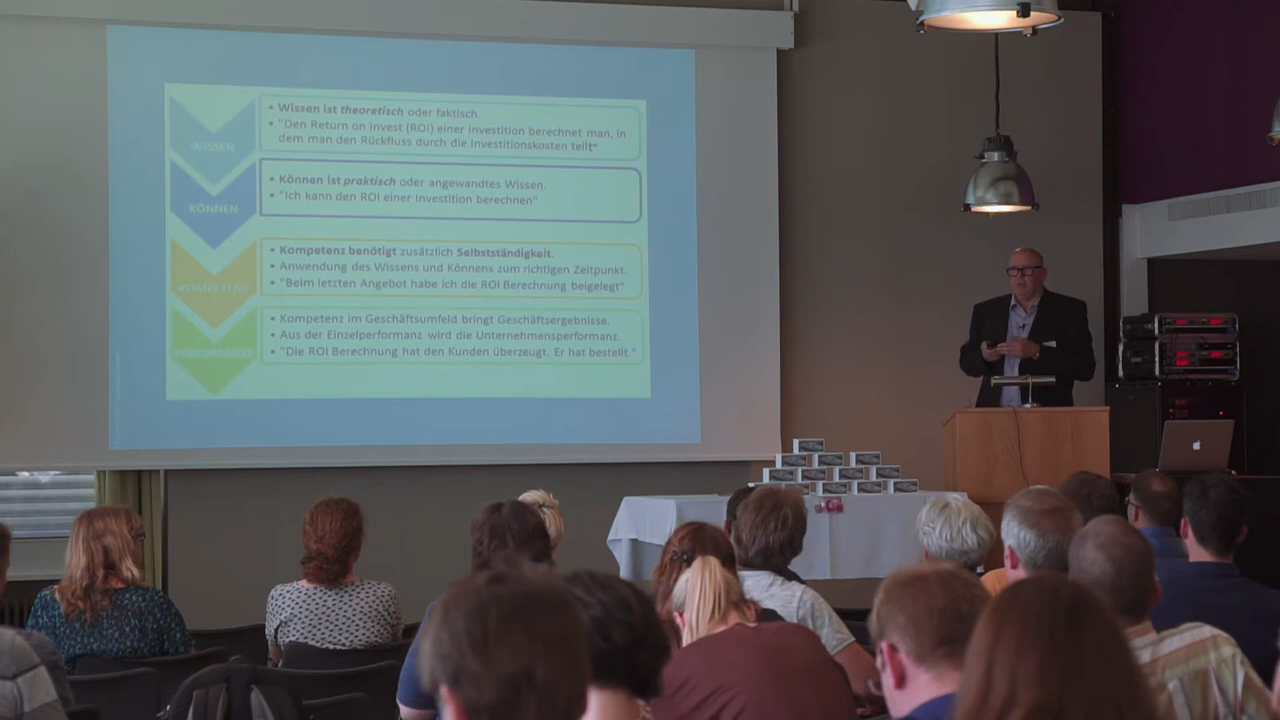 WISSEN
• Wissen ist theoretisch oder faktisch.
• "Den Return on Invest (ROI) einer Investition berechnet man, in
dem man den Rückfluss durch die Investitionskosten teilt"
KÖNNEN
• Können ist praktisch oder angewandtes Wissen.
• "Ich kann den ROI einer Investition berechnen"
KOMPETENZ
• Kompetenz benötigt zusätzlich Selbstständigkeit.
• Anwendung des Wissens und Könnens zum richtigen Zeitpunkt.
• "Beim letzten Angebot habe ich die ROI Berechnung beigelegt"
PERFORMANZ
• Kompetenz im Geschäftsumfeld bringt Geschäftsergebnisse.
• Aus der Einzelperformanz wird die Unternehmensperformanz.
• "Die ROI Berechnung hat den Kunden überzeugt. Er hat bestellt."